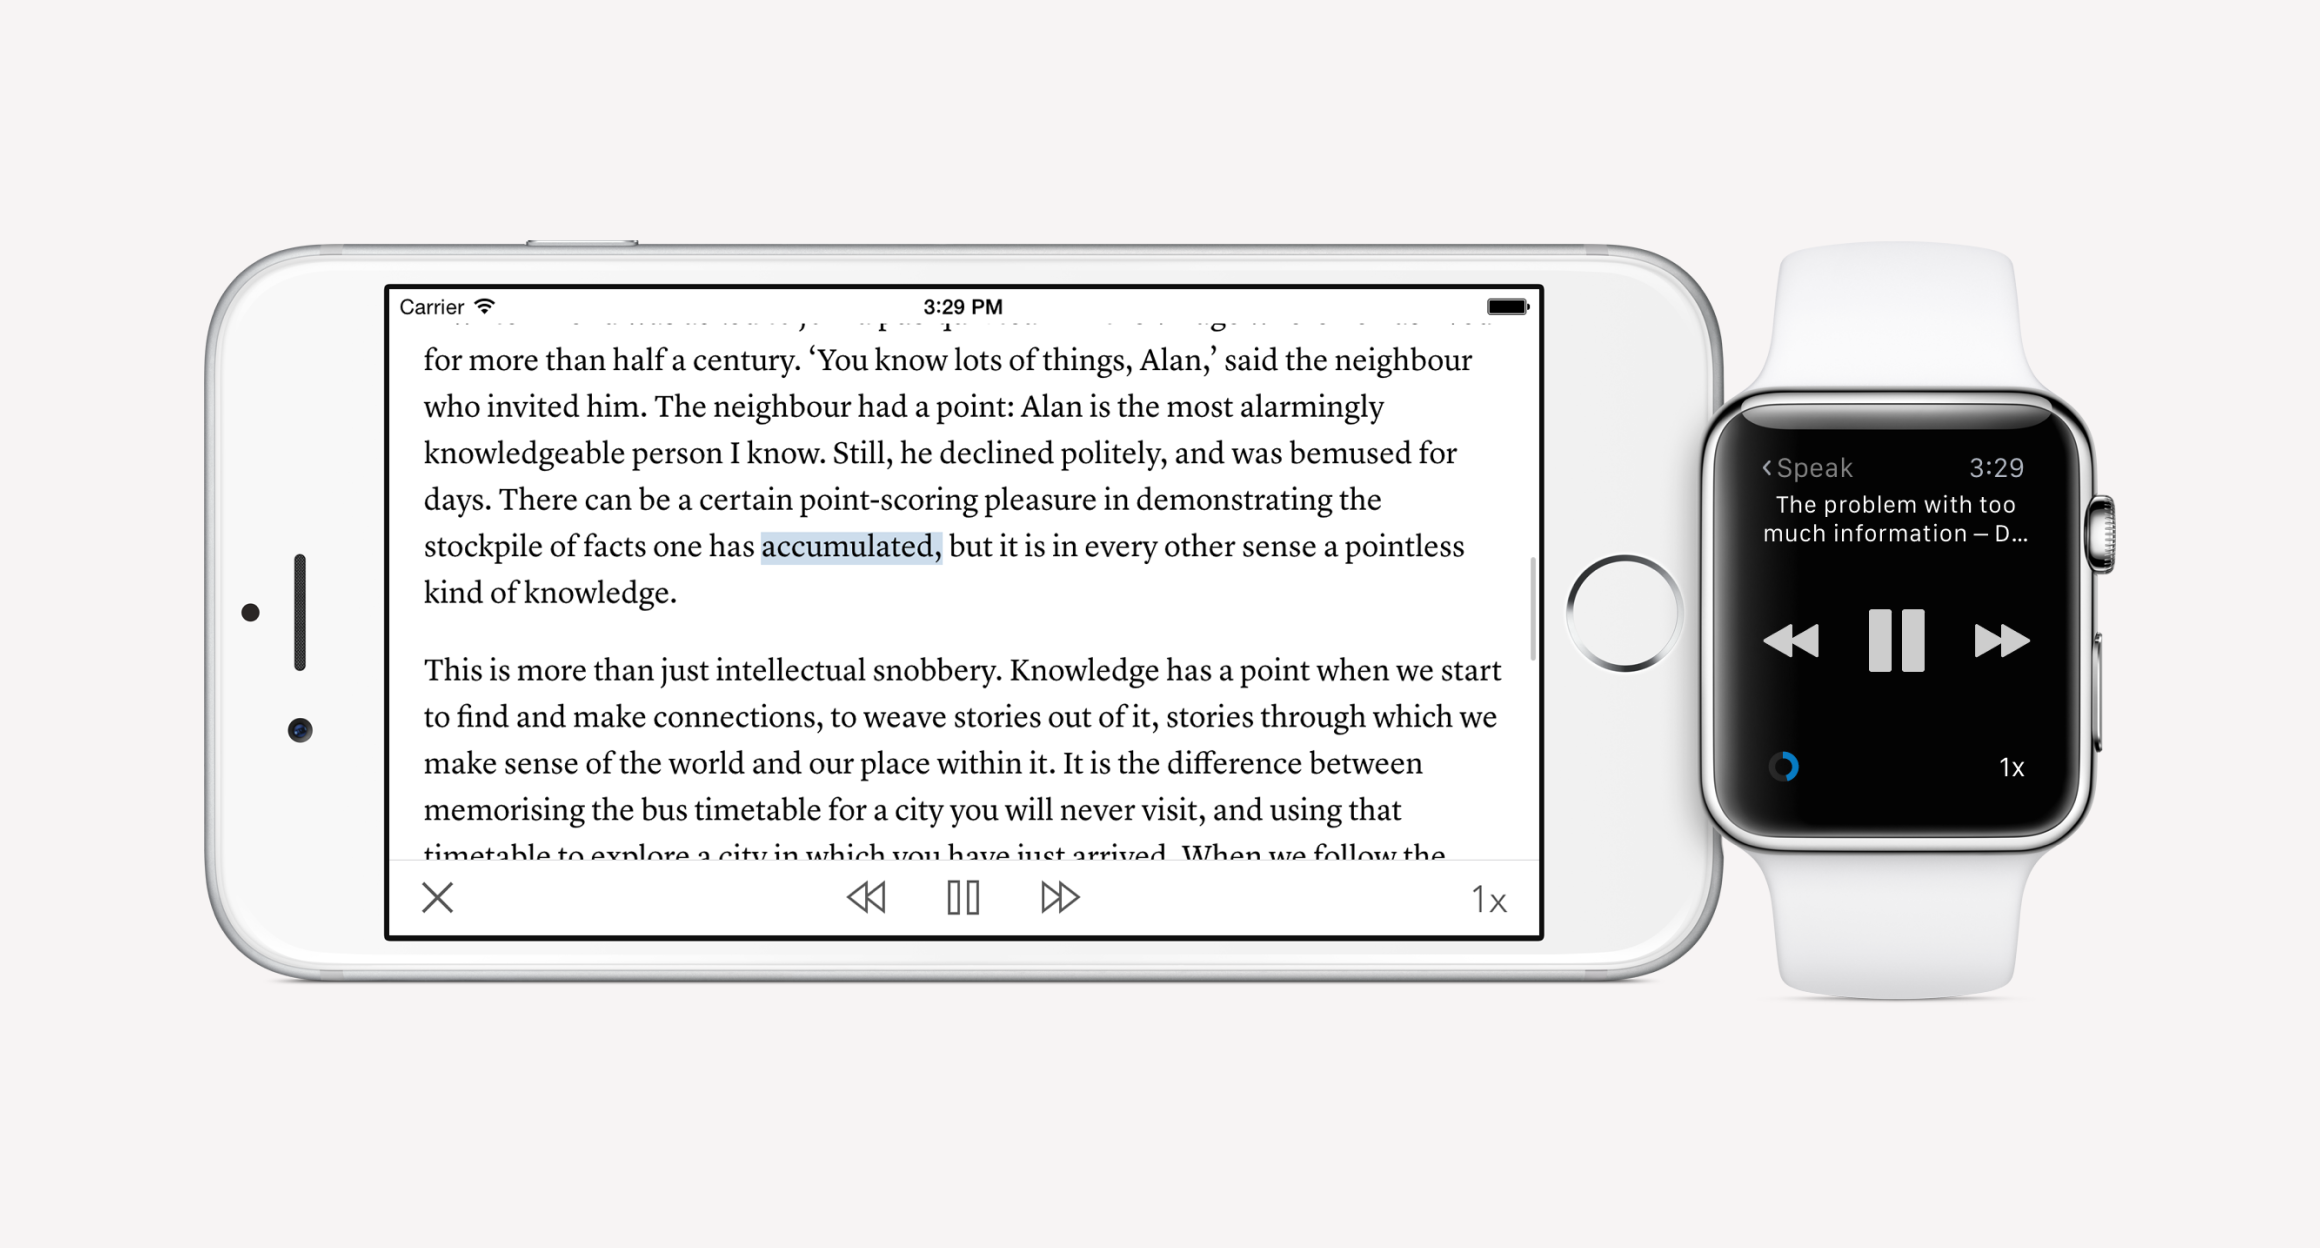 Carrier
3:29 PM
for more than half a century. ‘You know lots of things, Alan,’ said the neighbour
who invited him. The neighbour had a point: Alan is the most alarmingly
knowledgeable person I know. Still, he declined politely, and was bemused for
days. There can be a certain point-scoring pleasure in demonstrating the
stockpile of facts one has accumulated, but it is in every other sense a pointless
kind of knowledge.
This is more than just intellectual snobbery. Knowledge has a point when we start
to find and make connections, to weave stories out of it, stories through which we
make sense of the world and our place within it. It is the difference between
memorising the bus timetable for a city you will never visit, and using that
timetable to explore a city in which you have just arrived. When we follow the
1x
Speak
3:29
The problem with too
much information – D...
1x